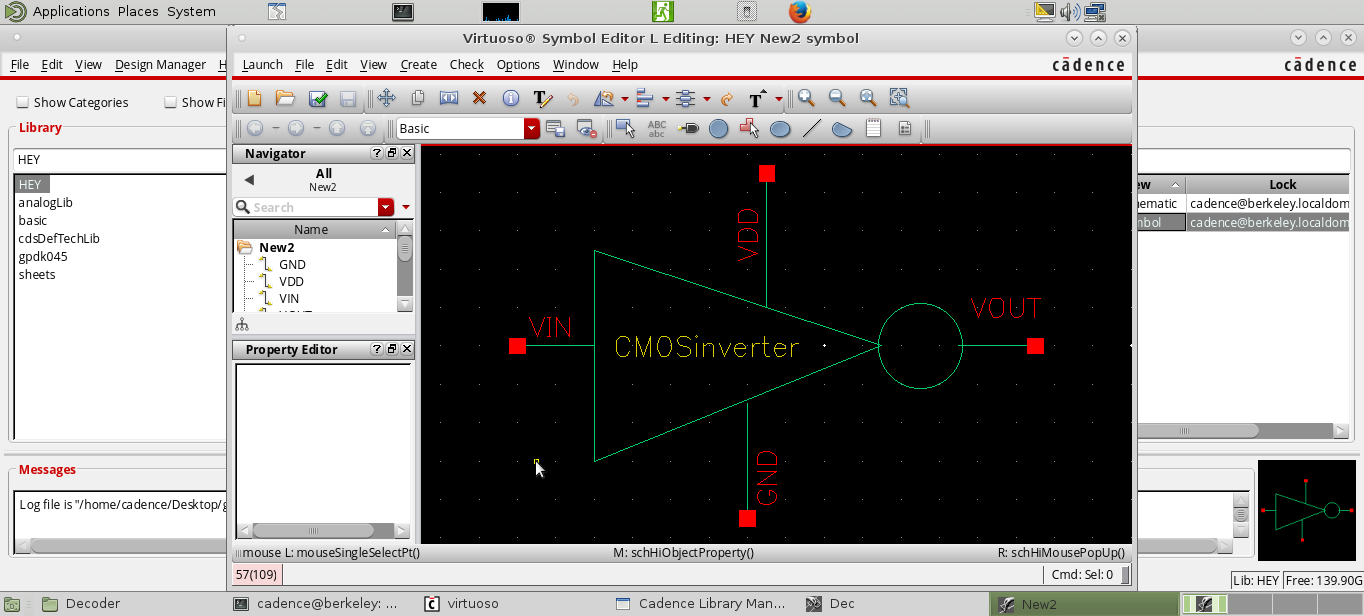 Applications Places System
Virtuoso® Symbol Editor L Editing: HEY New2 symbol
File Edit View Design Manager H
Launch File Edit View Create Check Options Window Help
cādence
cādence
Show Categories
Show Fi
Basic
ABC
abc
Library
HEY
HEY
analogLib
basic
cdsDefTechLib
gpdk045
sheets
Navigator
All
New2
Search
Name
New2
GND
VDD
VIN
Property Editor
VDD
VIN
CMOSinverter
VOUT
GND
ew
Lock
ematic
cadence@berkeley.localdom
nbol
cadence@berkeley.localdom
Messages
Log file is "/home/cadence/Desktop/g
mouse L: mouseSingleSelectPt()
M: schHiObjectProperty()
R: schHiMousePopUp()
57(109)
Cmd: Sel: 0
Lib: HEY
Free: 139.90G
Decoder
cadence@berkeley: ...
virtuoso
Cadence Library Man...
Dec
New2